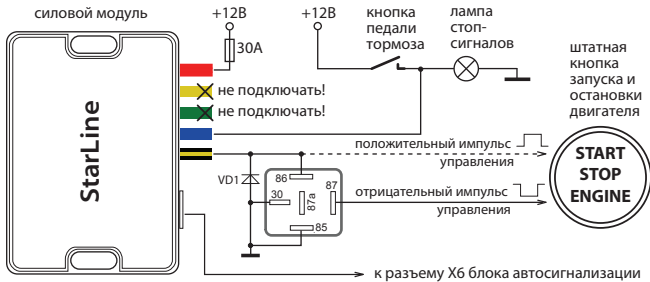 силовой модуль
+12В
30А
+12В
кнопка
педали
тормоза
лампа
стоп-
сигналов
штатная
кнопка
запуска и
остановки
двигателя
не подключать!
не подключать!
StarLine
положительный импульс
управления
START
STOP
ENGINE
VD1
86
30
87а
87
85
отрицательный импульс
управления
к разъему X6 блока автосигнализации